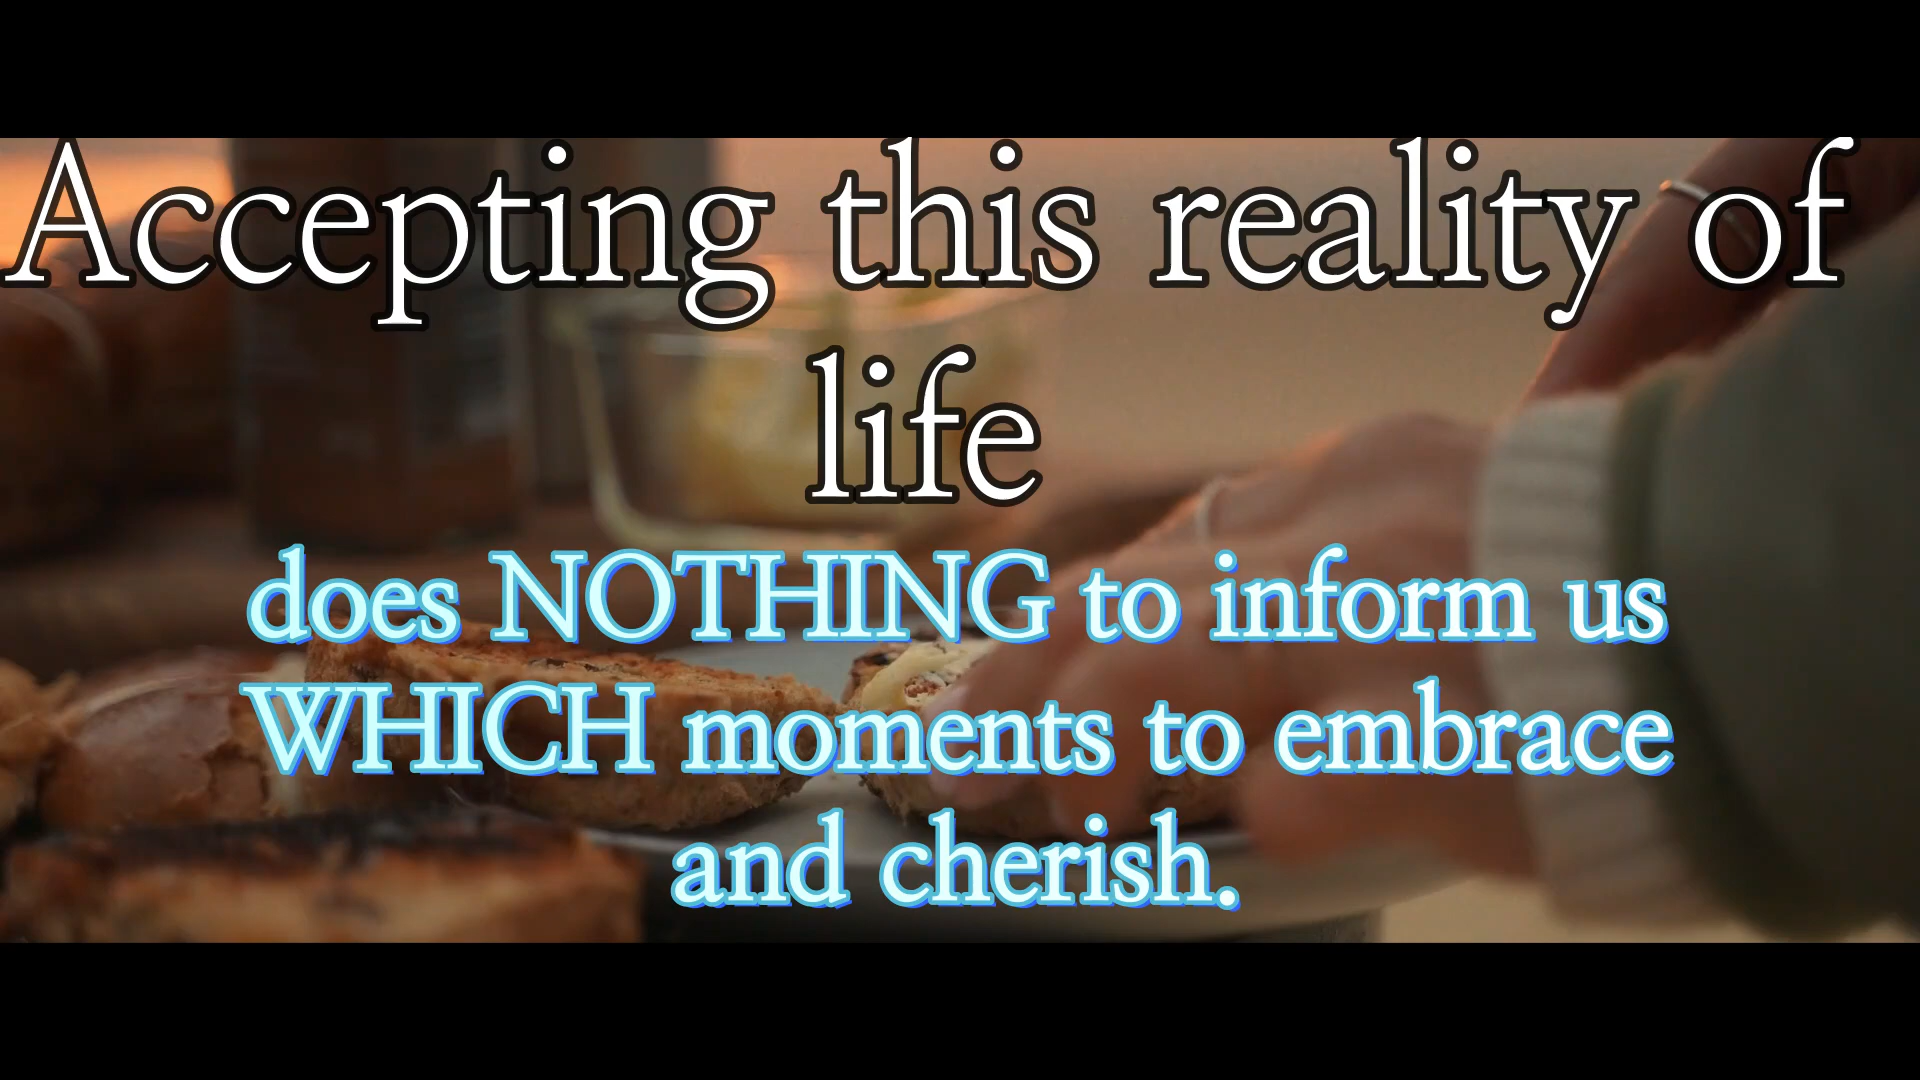 Accepting this reality of
life
does NOTHING to inform us
WHICH moments to embrace
and cherish.